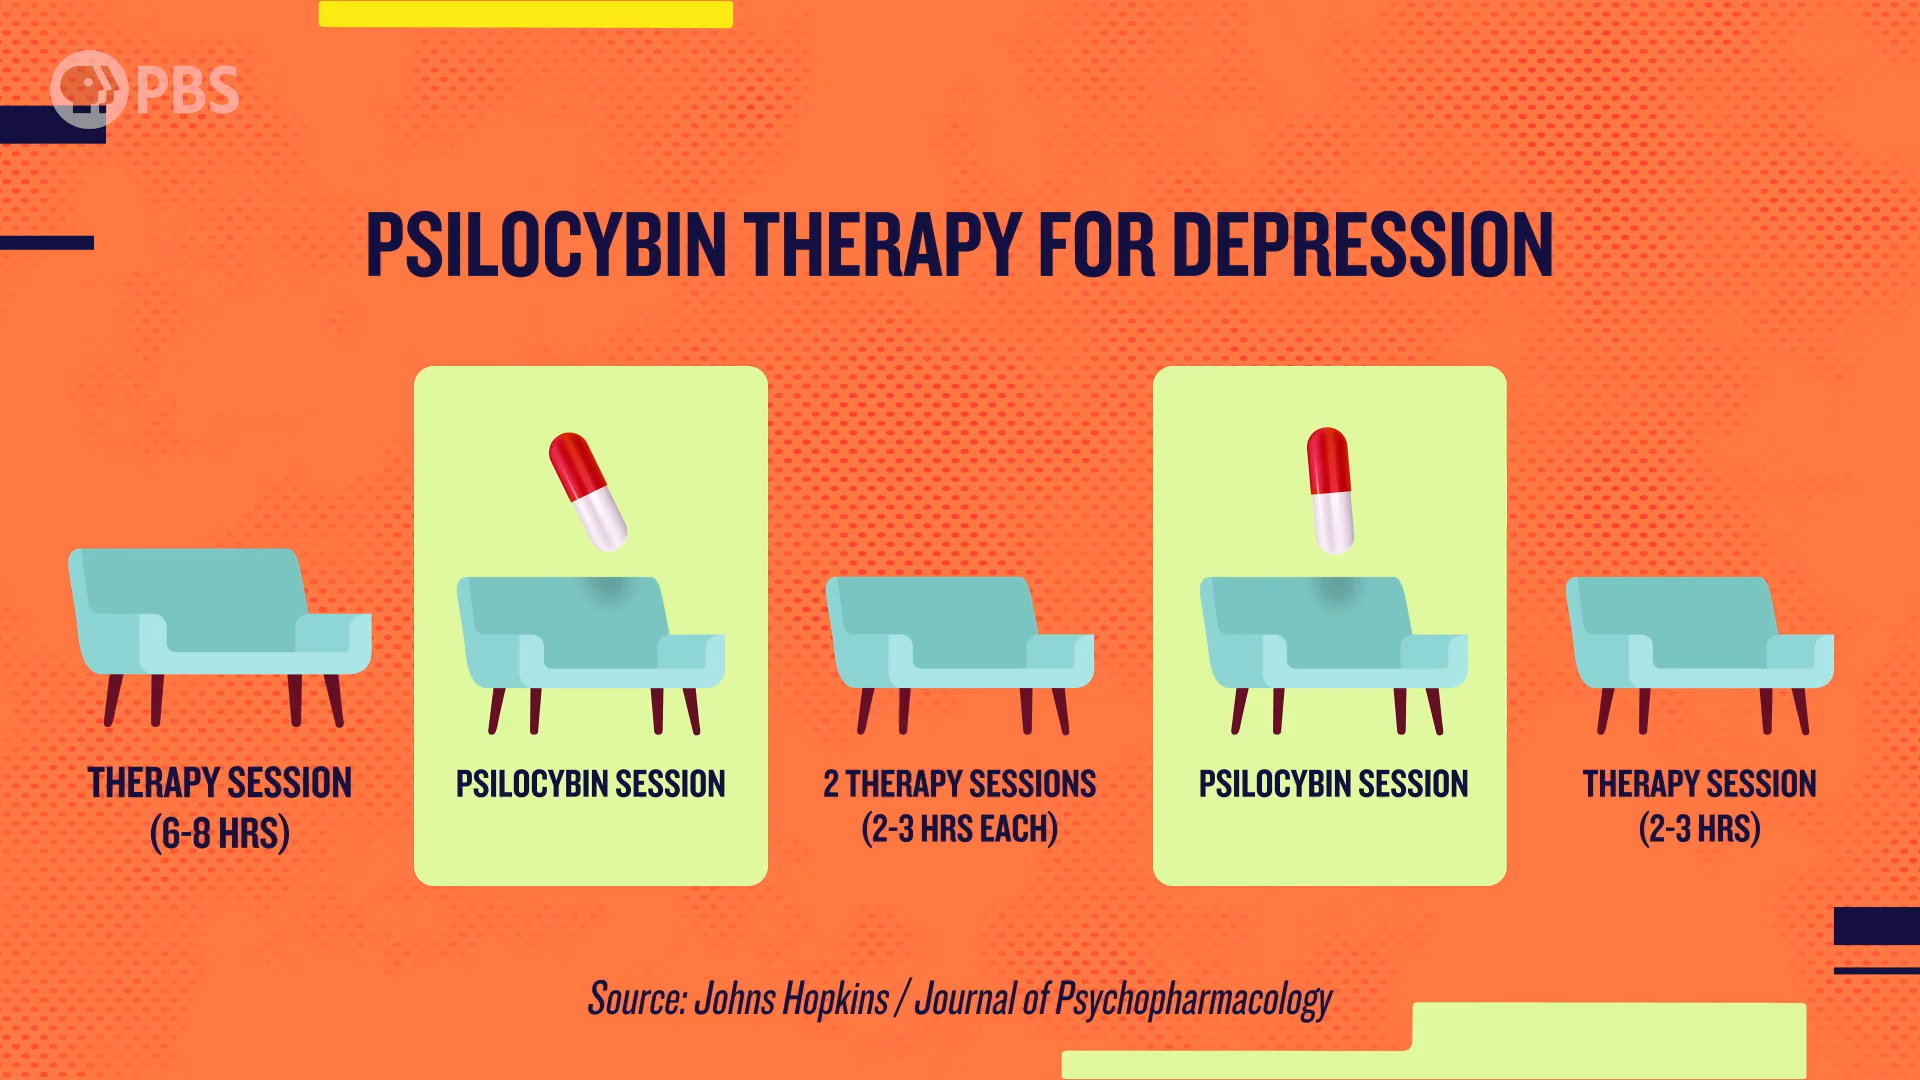 PBS
PSILOCYBIN THERAPY FOR DEPRESSION
THERAPY SESSION
(6-8 HRS)
PSILOCYBIN SESSION
2 THERAPY SESSIONS
(2-3 HRS EACH)
PSILOCYBIN SESSION
THERAPY SESSION
(2-3 HRS)
Source: Johns Hopkins / Journal of Psychopharmacology